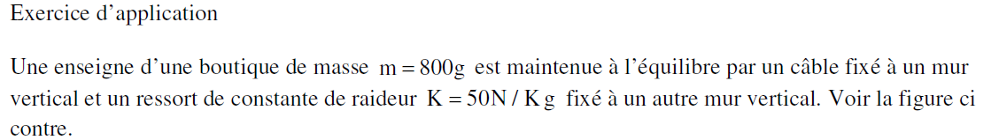 Exercice d’application
Une enseigne d’une boutique de masse m = 800g est maintenue à l’équilibre par un câble fixé à un mur
vertical et un ressort de constante de raideur K = 50N / K g fixé à un autre mur vertical. Voir la figure ci
contre.